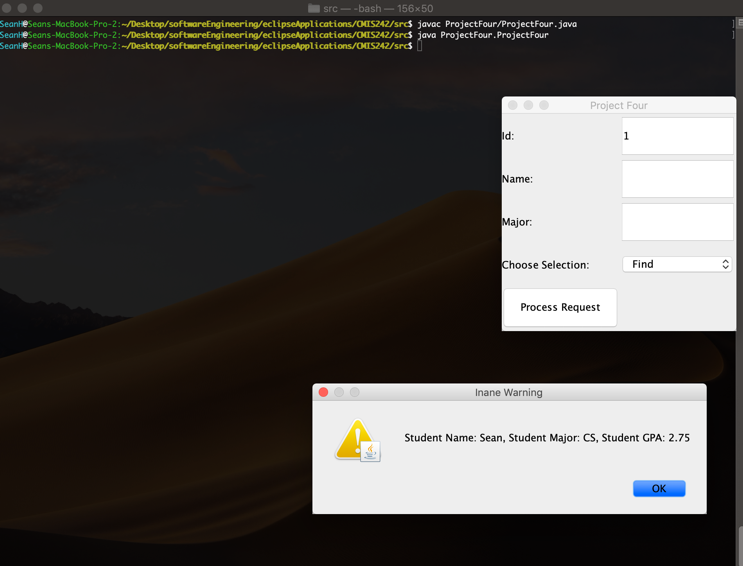 src — -bash — 156×50
SeanH@Seans-MacBook-Pro-2:~/Desktop/softwareEngineering/eclipseApplications/CMIS242/src$ javac ProjectFour/ProjectFour.java
SeanH@Seans-MacBook-Pro-2:~/Desktop/softwareEngineering/eclipseApplications/CMIS242/src$ java ProjectFour.ProjectFour
SeanH@Seans-MacBook-Pro-2:~/Desktop/softwareEngineering/eclipseApplications/CMIS242/src$
Project Four
Id: 1
Name:
Major:
Choose Selection: Find
Process Request
Inane Warning
Student Name: Sean, Student Major: CS, Student GPA: 2.75
OK